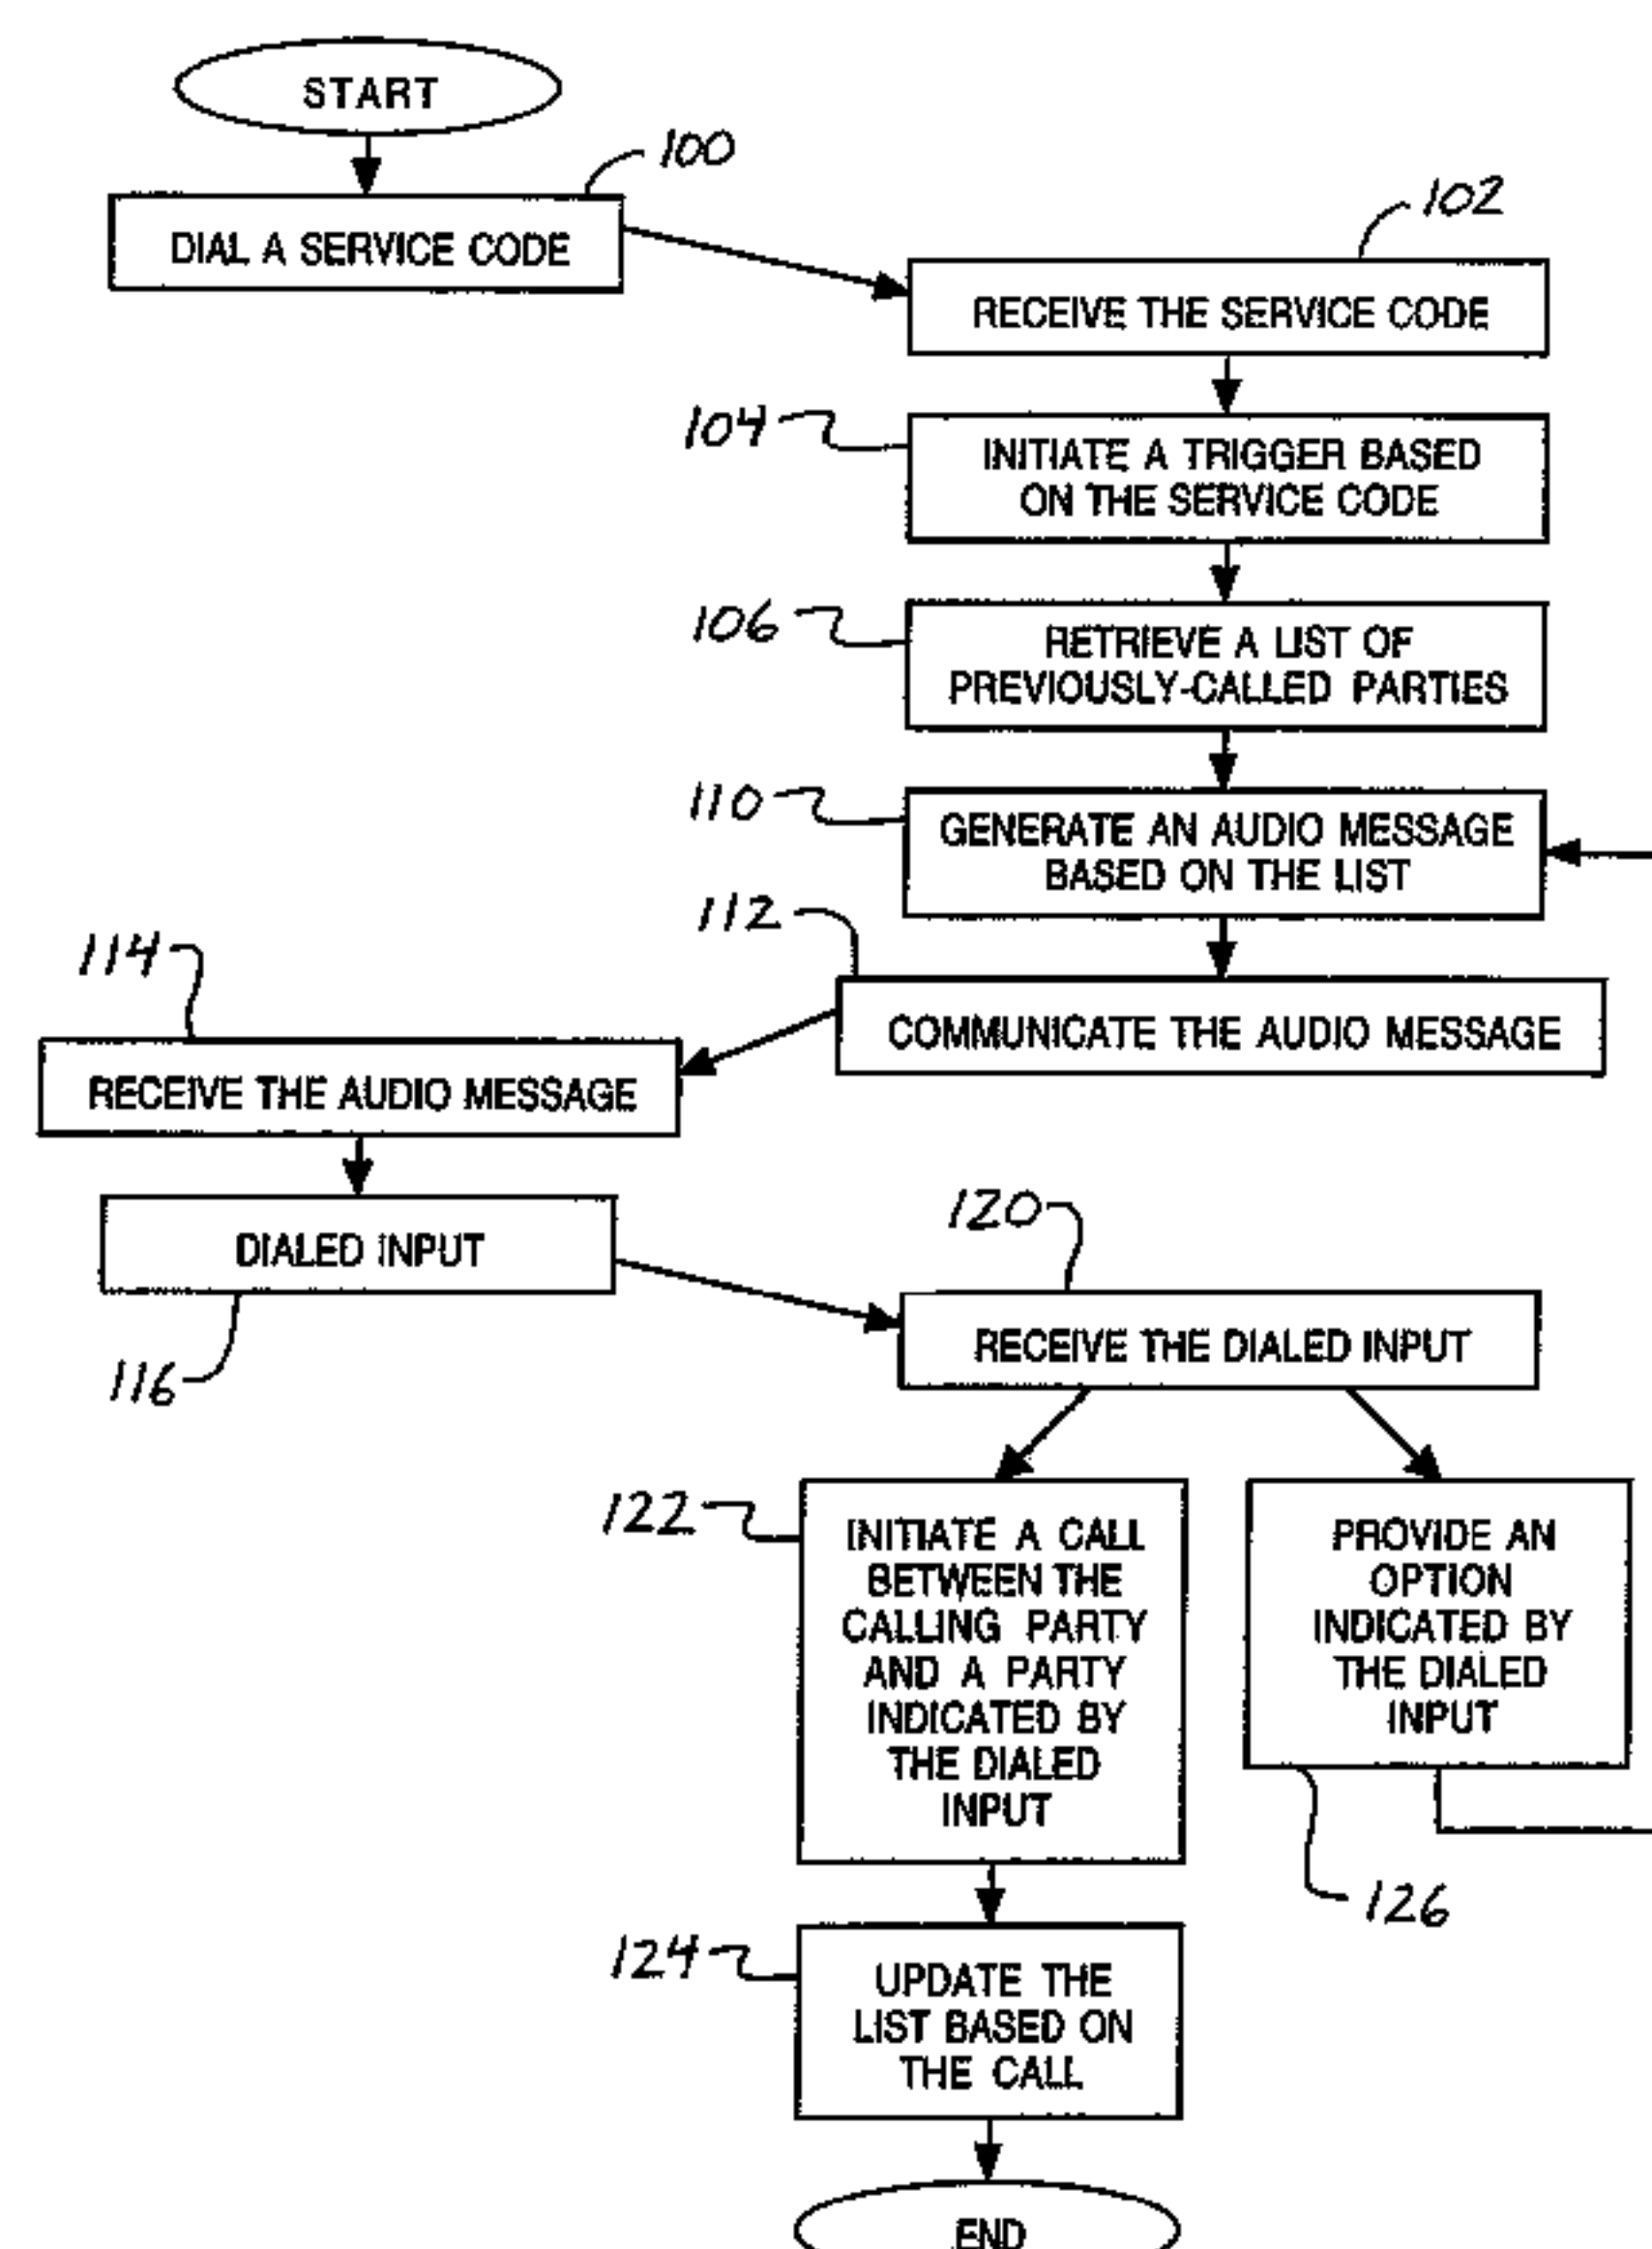 START
100
DIAL A SERVICE CODE
102
RECEIVE THE SERVICE CODE
104
INITIATE A TRIGGER BASED
ON THE SERVICE CODE
106
RETRIEVE A LIST OF
PREVIOUSLY-CALLED PARTIES
110
GENERATE AN AUDIO MESSAGE
BASED ON THE LIST
112
COMMUNICATE THE AUDIO MESSAGE
114
RECEIVE THE AUDIO MESSAGE
DIALED INPUT
116
120
RECEIVE THE DIALED INPUT
122
INITIATE A CALL
BETWEEN THE
CALLING PARTY
AND A PARTY
INDICATED BY
THE DIALED
INPUT
PROVIDE AN
OPTION
INDICATED BY
THE DIALED
INPUT
126
124
UPDATE THE
LIST BASED ON
THE CALL
END